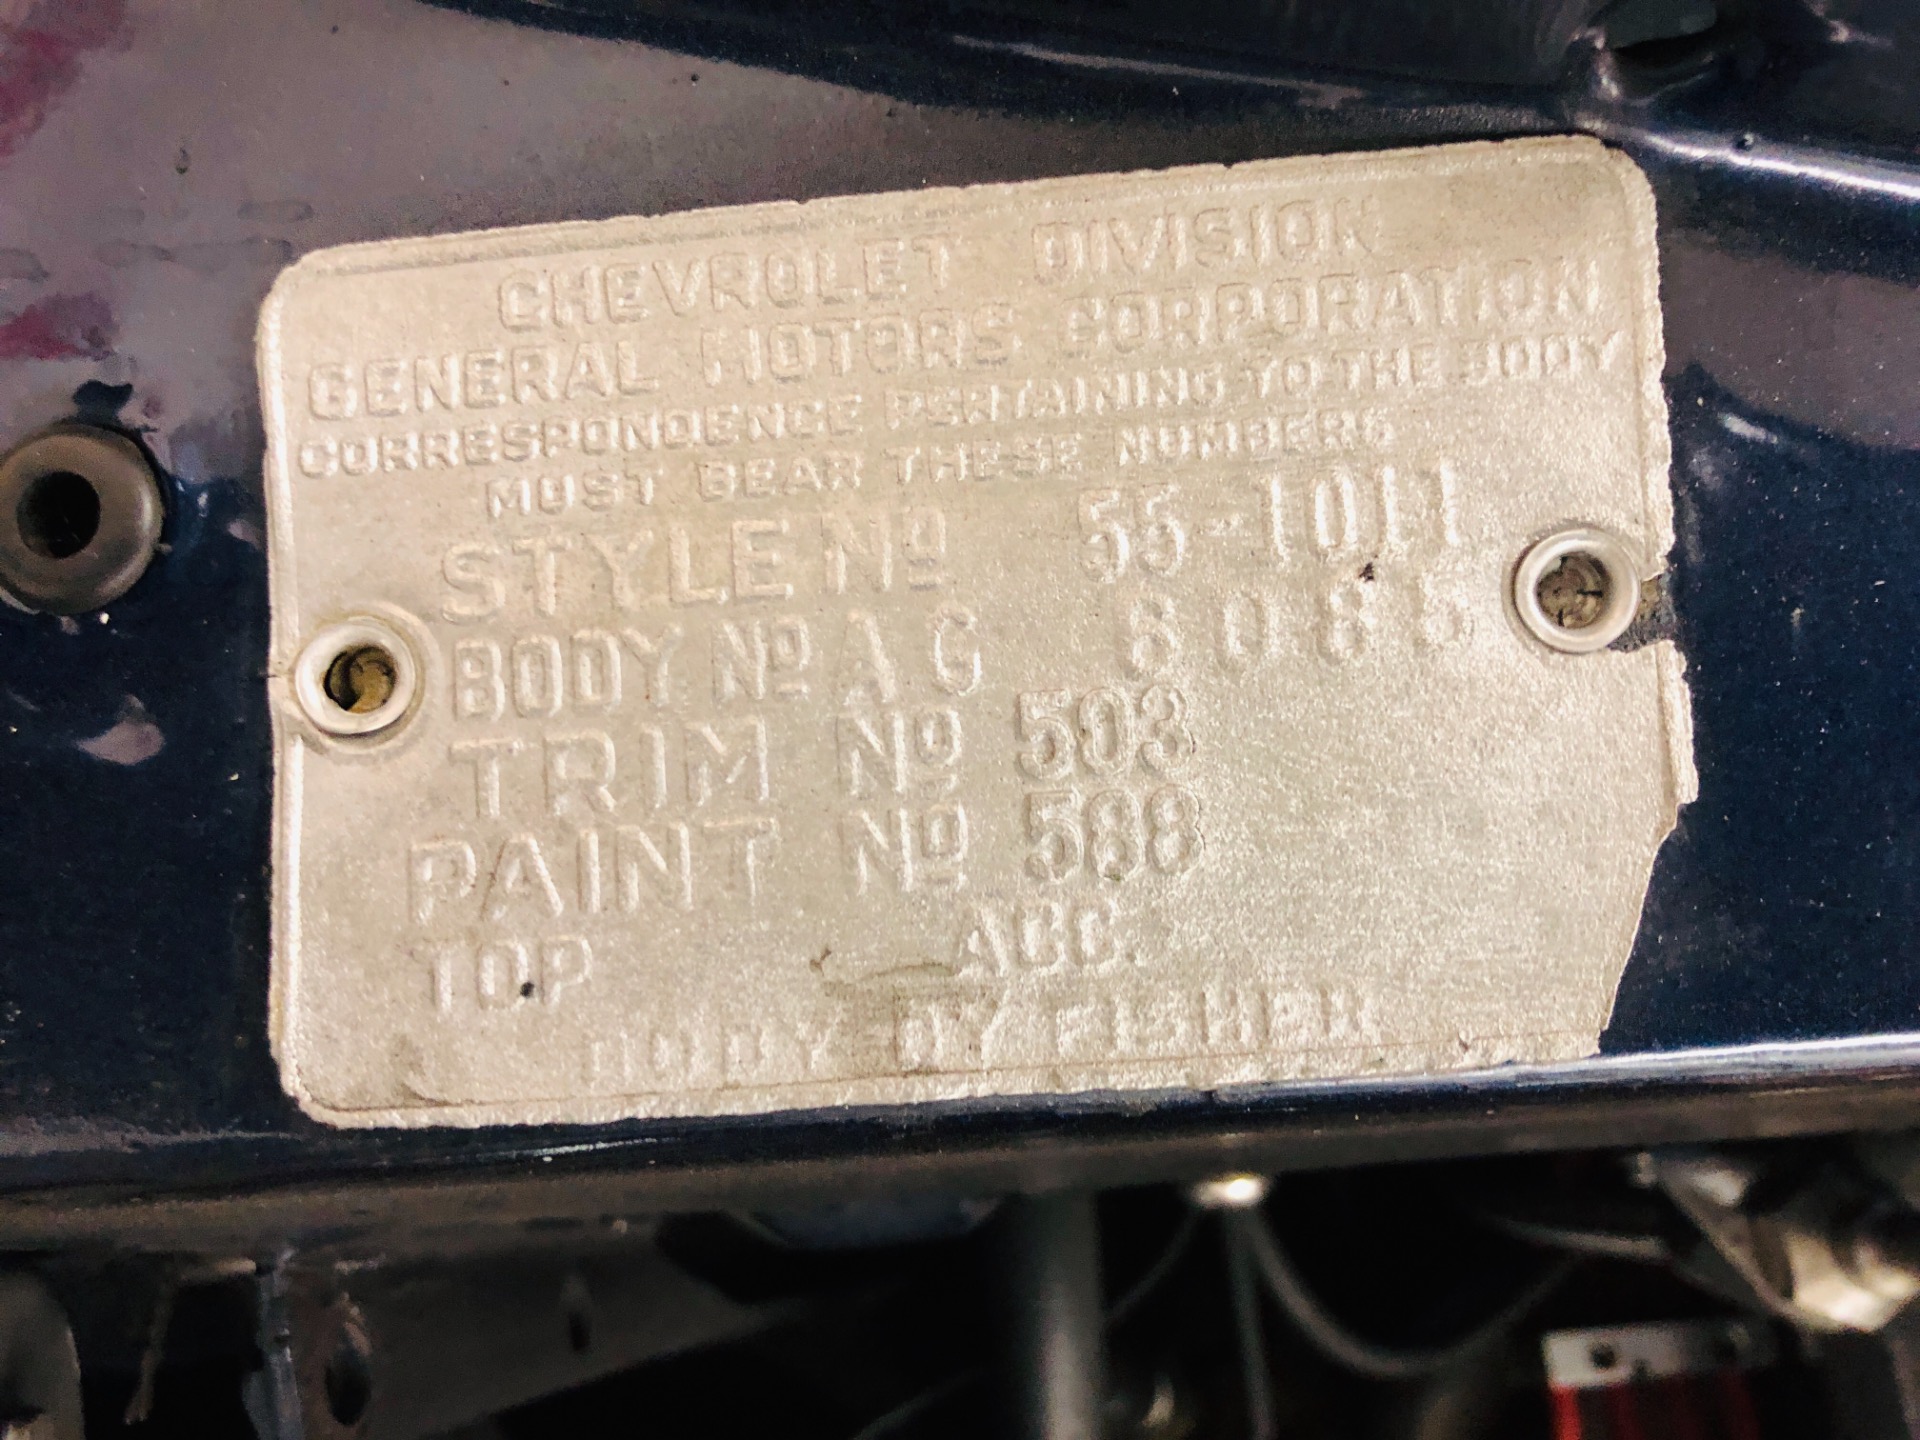 CHEVROLET DIVISION
GENERAL MOTORS CORPORATION
CORRESPONDENCE PERTAINING TO THE BODY
MUST BEAR THESE NUMBERS
STYLE Nº 55-1011
BODY Nº A G 6086
TRIM Nº 503
PAINT Nº 588
TOP ACC.
BODY BY FISHER